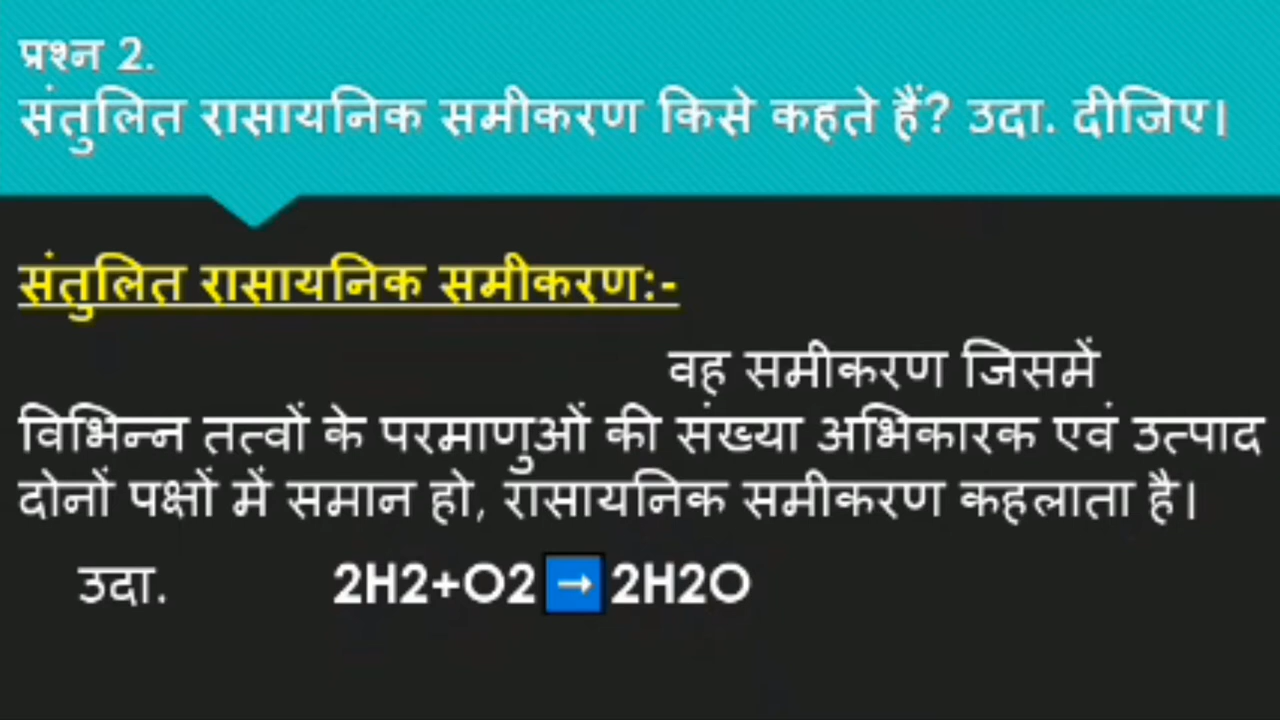 प्रश्न 2.
संतुलित रासायनिक समीकरण किसे कहते हैं? उदा. दीजिए।
संतुलित रासायनिक समीकरण:-
वह समीकरण जिसमें
विभिन्न तत्वों के परमाणुओं की संख्या अभिकारक एवं उत्पाद
दोनों पक्षों में समान हो, रासायनिक समीकरण कहलाता है।
उदा. 2H2+O2 → 2H2O